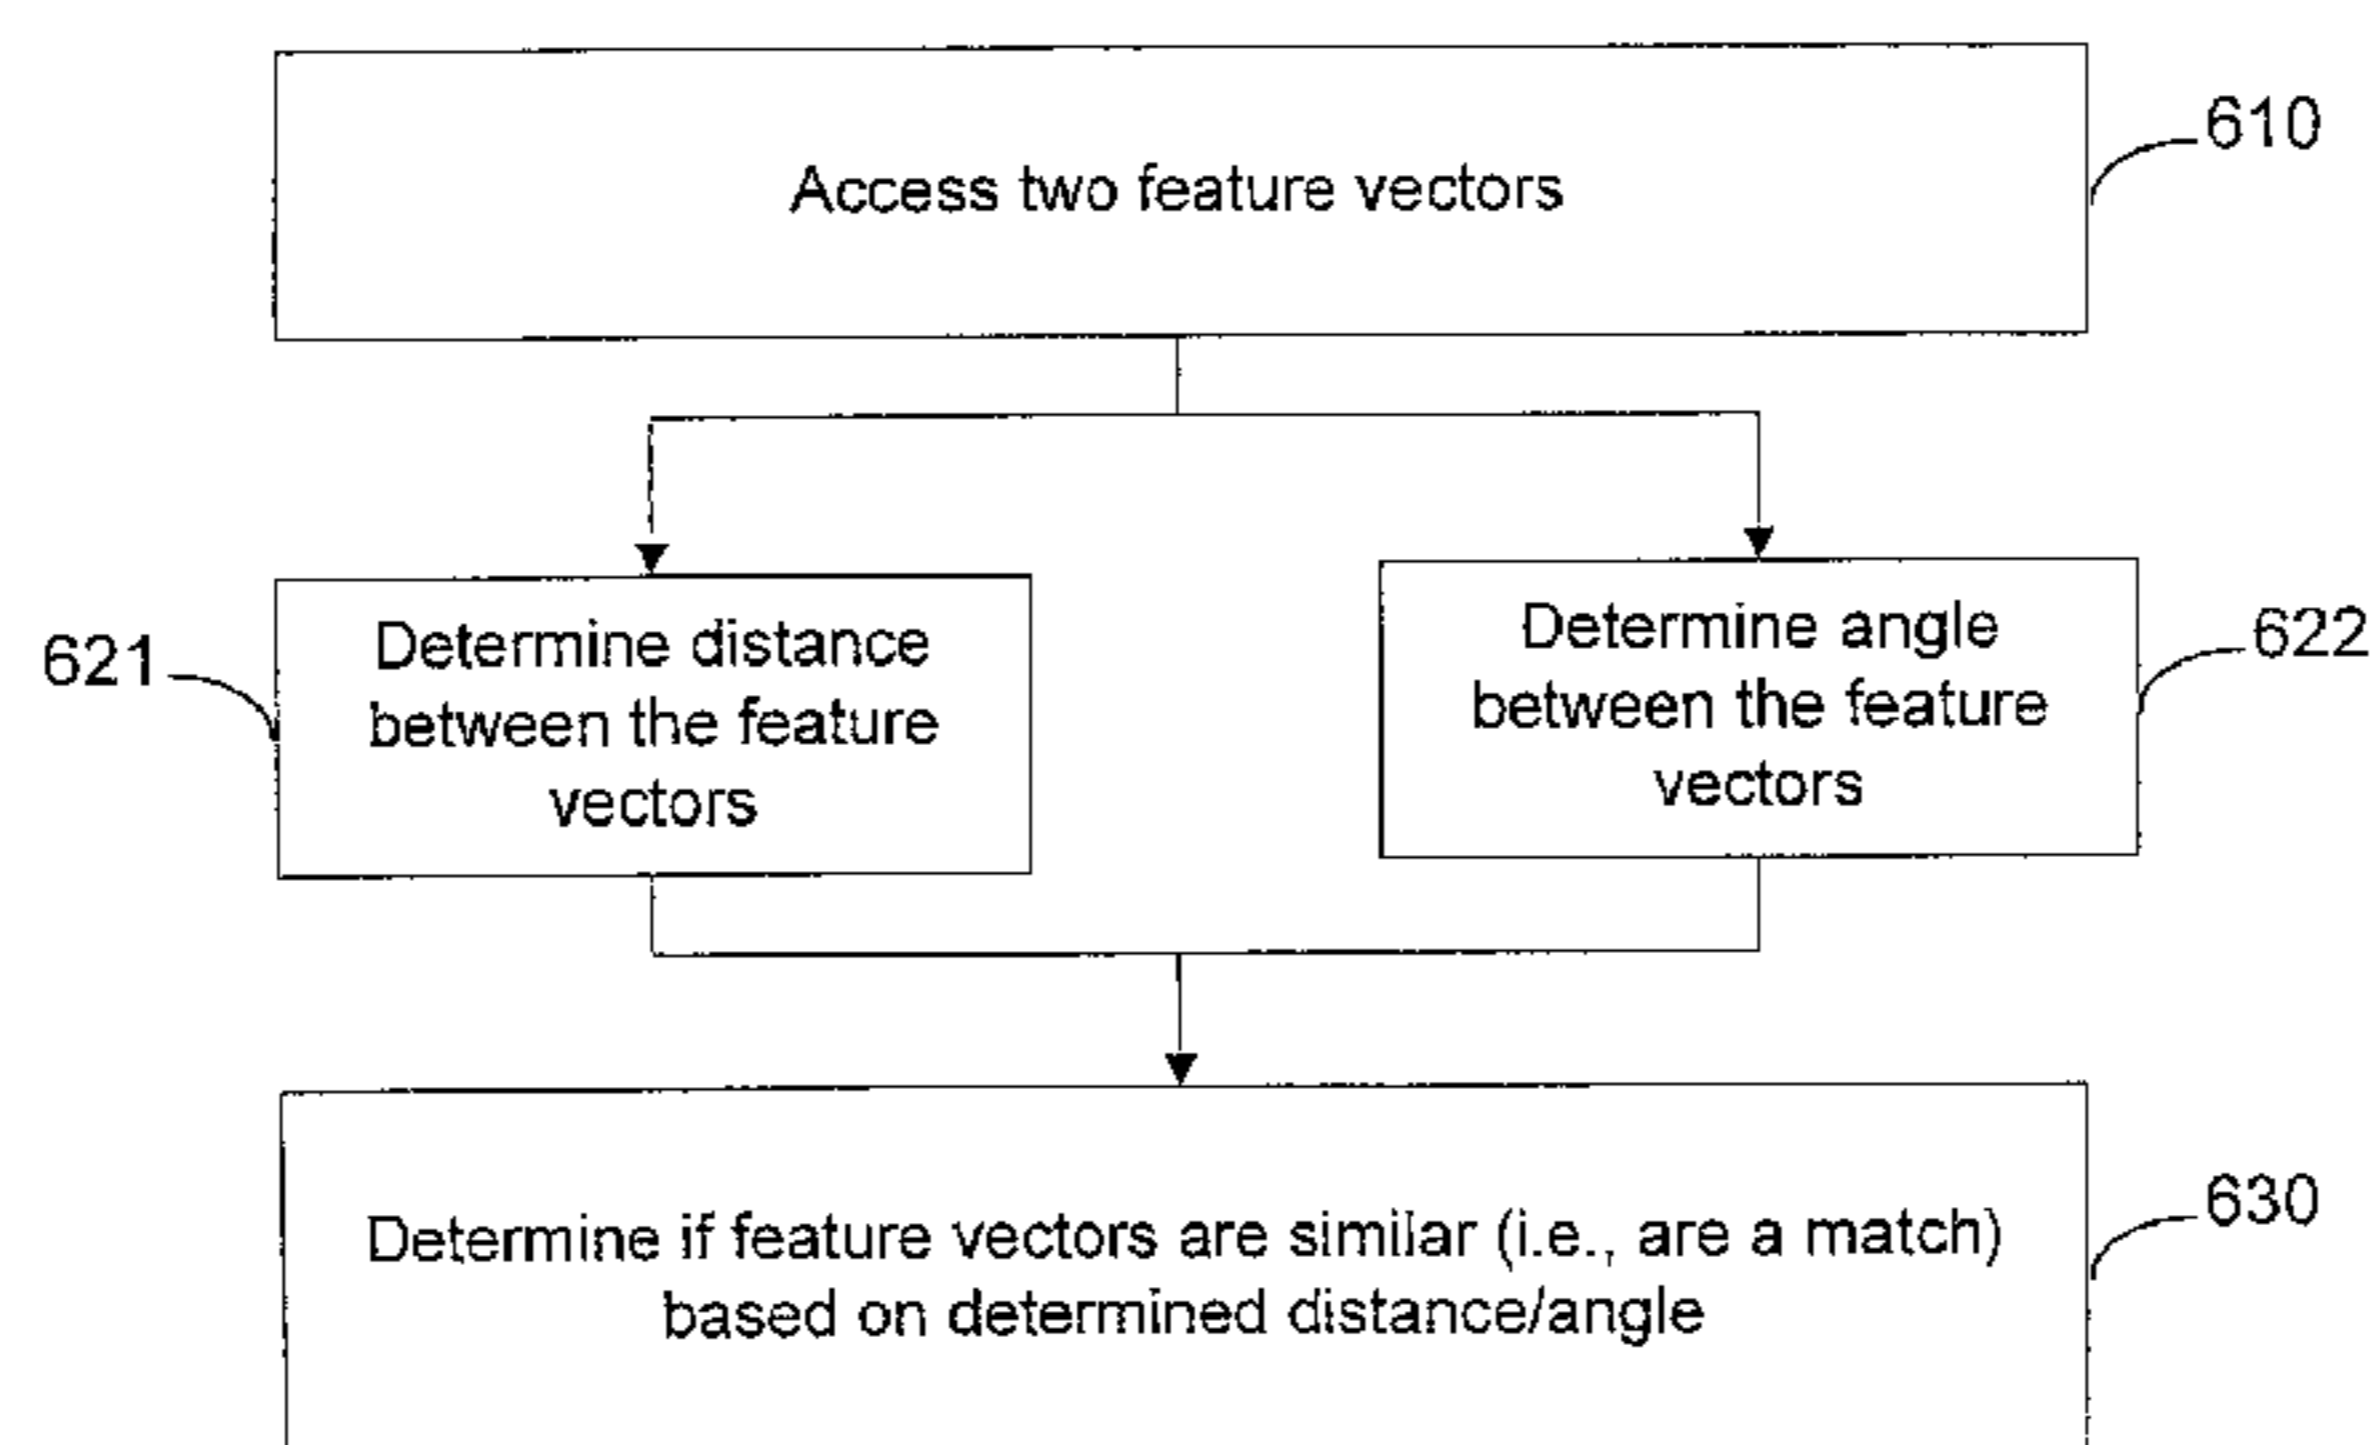 Access two feature vectors
610
621
Determine distance
between the feature
vectors
Determine angle
between the feature
vectors
622
Determine if feature vectors are similar (i.e., are a match)
based on determined distance/angle
630